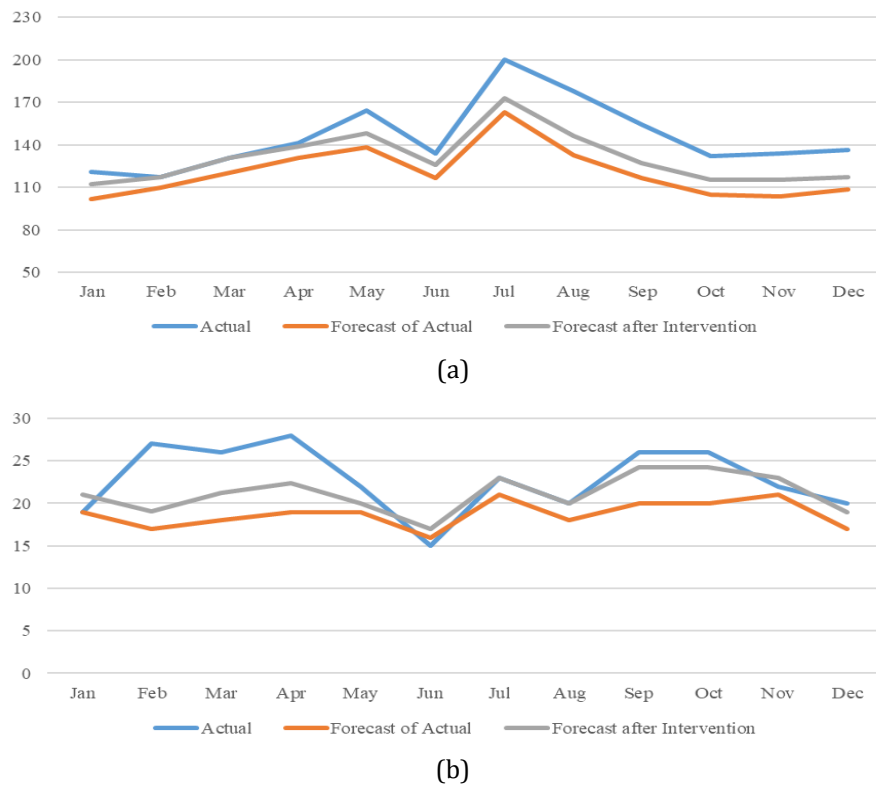 230
200
170
140
110
80
50
Jan Feb Mar Apr May Jun Jul Aug Sep Oct Nov Dec
Actual Forecast of Actual Forecast after Intervention
(a)
30
25
20
15
10
5
0
Jan Feb Mar Apr May Jun Jul Aug Sep Oct Nov Dec
Actual Forecast of Actual Forecast after Intervention
(b)